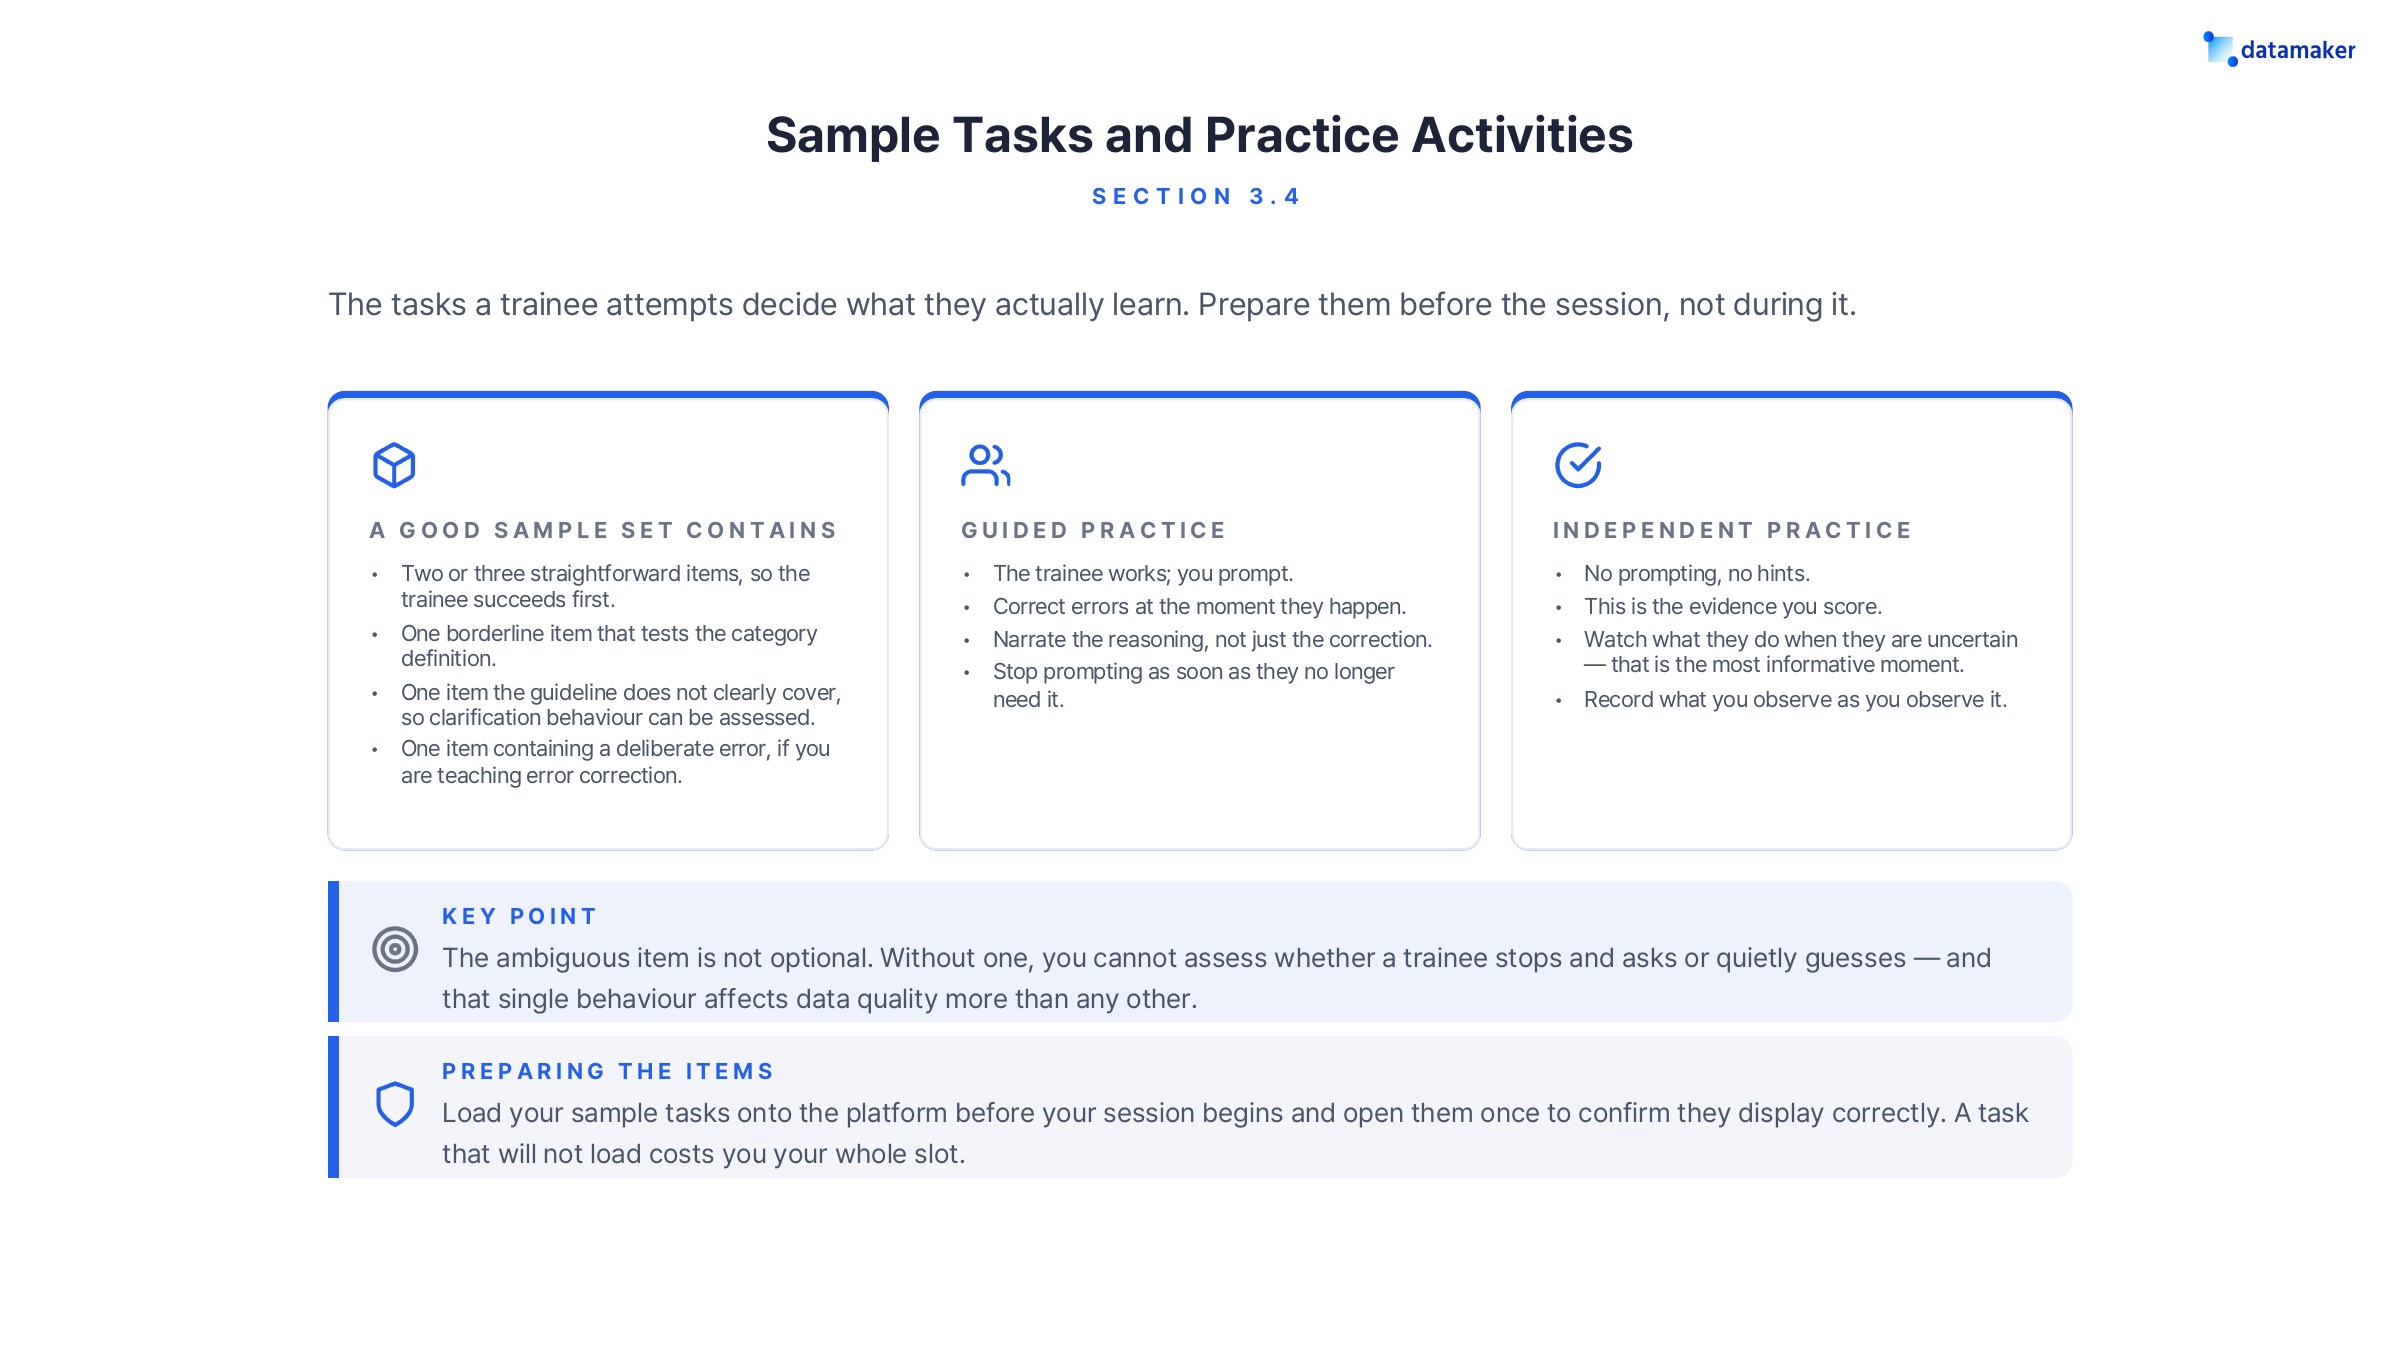 datamaker
Sample Tasks and Practice Activities
SECTION 3.4
The tasks a trainee attempts decide what they actually learn. Prepare them before the session, not during it.
A GOOD SAMPLE SET CONTAINS
• Two or three straightforward items, so the
trainee succeeds first.
• One borderline item that tests the category
definition.
• One item the guideline does not clearly cover,
so clarification behaviour can be assessed.
• One item containing a deliberate error, if you
are teaching error correction.
GUIDED PRACTICE
• The trainee works; you prompt.
• Correct errors at the moment they happen.
• Narrate the reasoning, not just the correction.
• Stop prompting as soon as they no longer
need it.
INDEPENDENT PRACTICE
• No prompting, no hints.
• This is the evidence you score.
• Watch what they do when they are uncertain
— that is the most informative moment.
• Record what you observe as you observe it.
KEY POINT
The ambiguous item is not optional. Without one, you cannot assess whether a trainee stops and asks or quietly guesses — and
that single behaviour affects data quality more than any other.
PREPARING THE ITEMS
Load your sample tasks onto the platform before your session begins and open them once to confirm they display correctly. A task
that will not load costs you your whole slot.